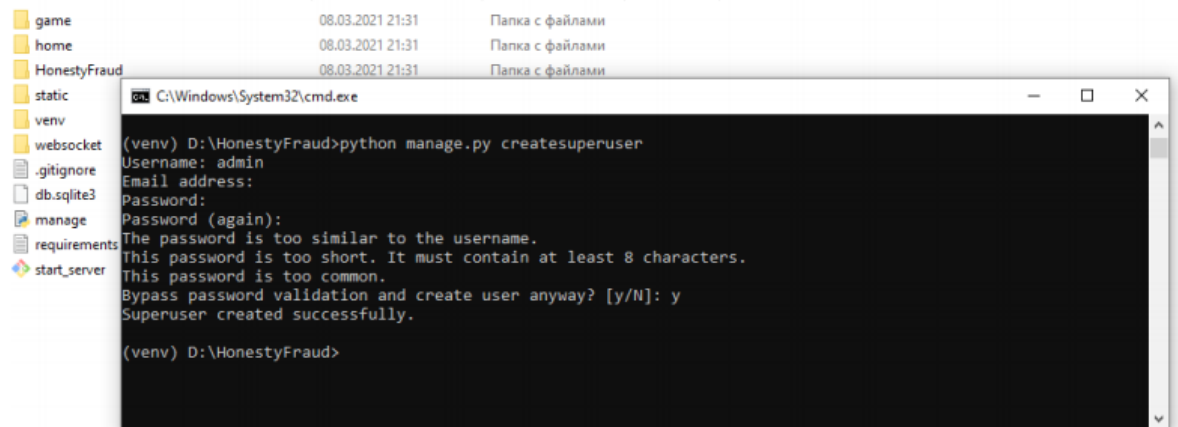 game 08.03.2021 21:31 Папка с файлами
home 08.03.2021 21:31 Папка с файлами
HonestyFraud 08.03.2021 21:31 Папка с файлами
static
venv
websocket
.gitignore
db.sqlite3
manage
requirements
start_server
C:\Windows\System32\cmd.exe
(venv) D:\HonestyFraud>python manage.py createsuperuser
Username: admin
Email address:
Password:
Password (again):
The password is too similar to the username.
This password is too short. It must contain at least 8 characters.
This password is too common.
Bypass password validation and create user anyway? [y/N]: y
Superuser created successfully.
(venv) D:\HonestyFraud>